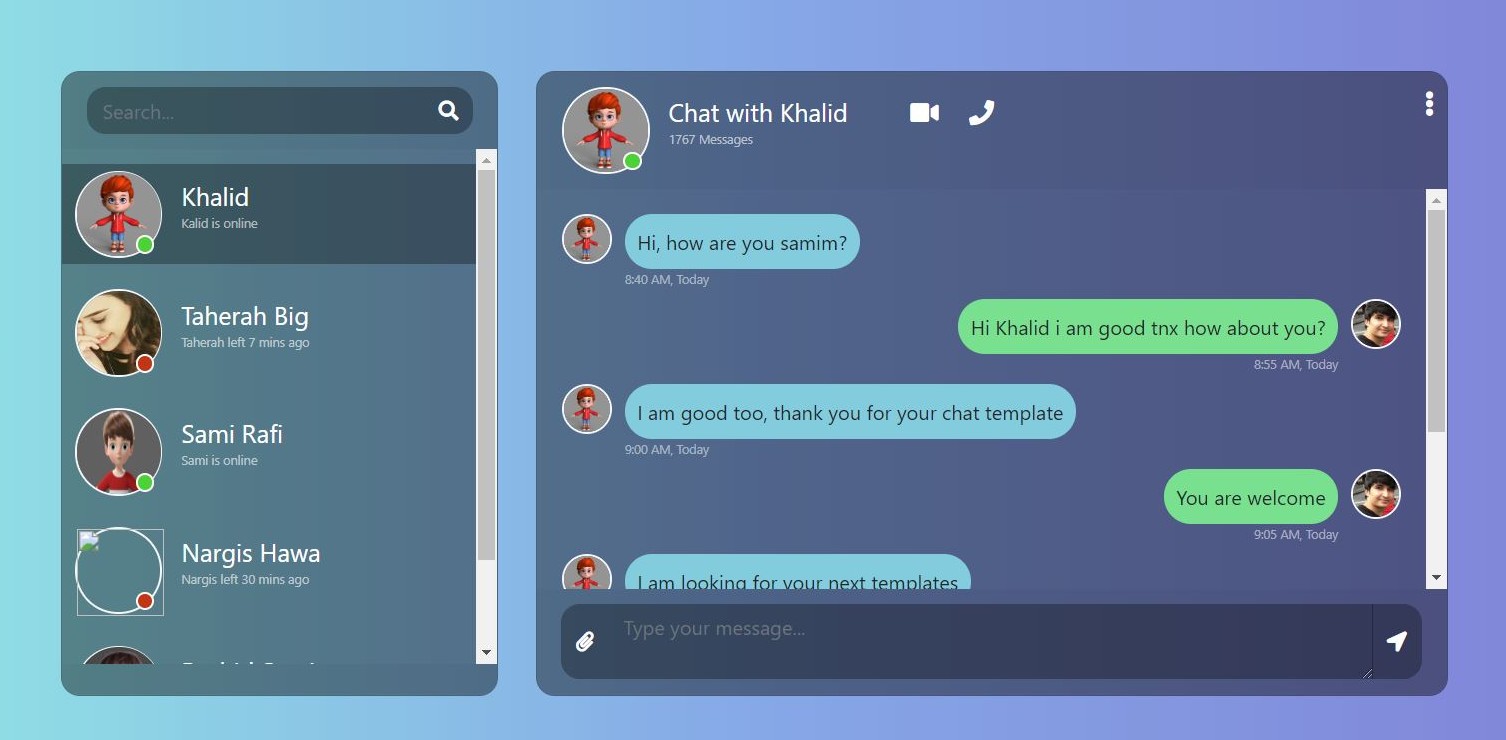 Search...
Khalid
Kalid is online
Taherah Big
Taherah left 7 mins ago
Sami Rafi
Sami is online
Nargis Hawa
Nargis left 30 mins ago
Chat with Khalid
1767 Messages
Hi, how are you samim?
8:40 AM, Today
Hi Khalid i am good tnx how about you?
8:55 AM, Today
I am good too, thank you for your chat template
9:00 AM, Today
You are welcome
9:05 AM, Today
I am looking for your next templates
Type your message...